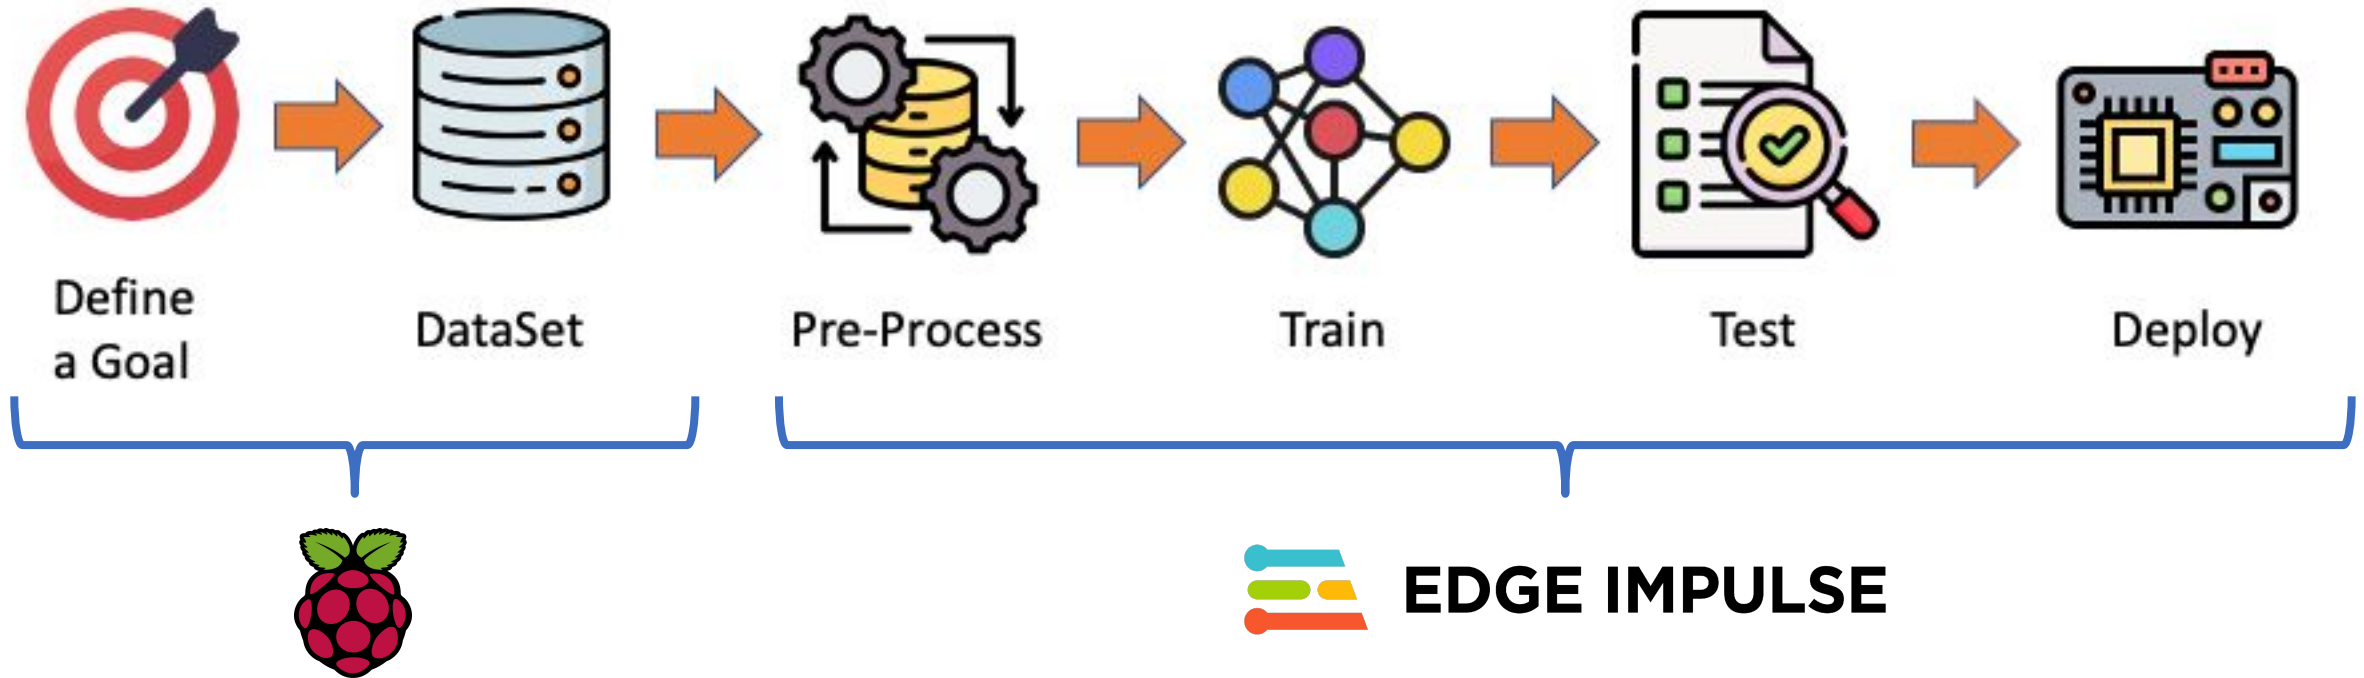 Define
a Goal
DataSet
Pre-Process
Train
Test
Deploy
EDGE IMPULSE